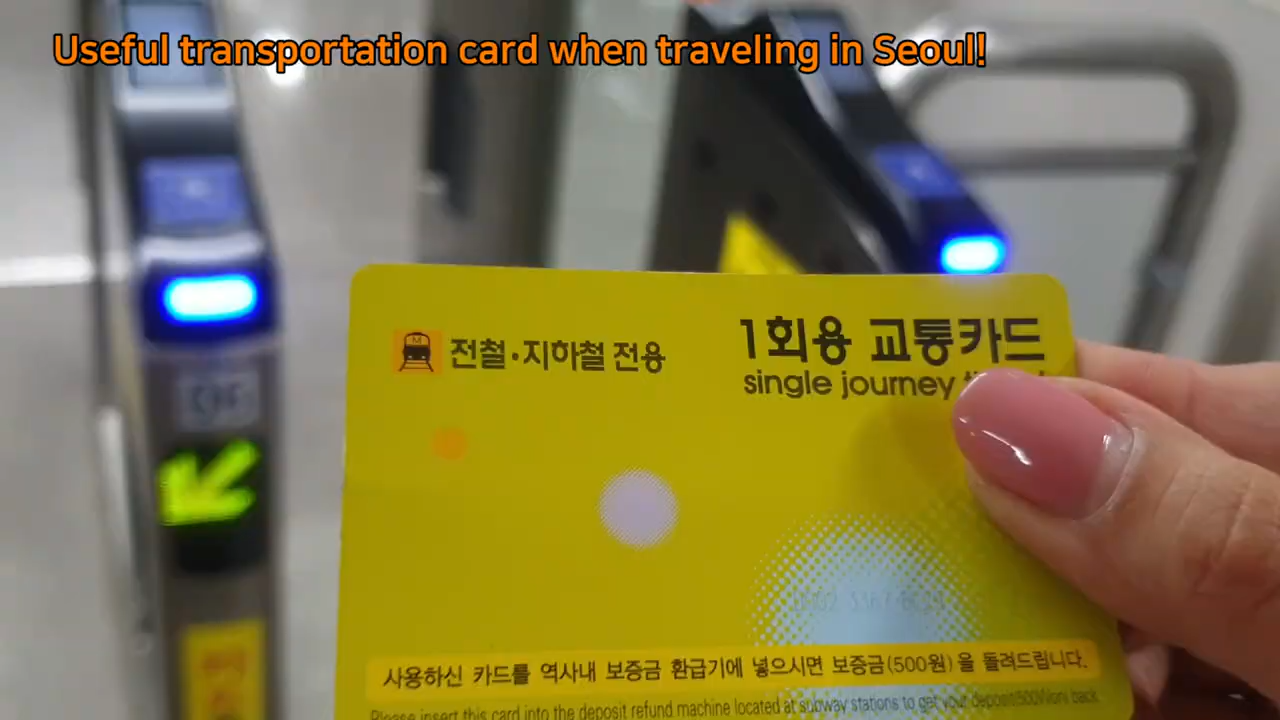 Useful transportation card when traveling in Seoul!
전철·지하철 전용
1회용 교통카드
single journey
사용하신 카드를 역사내 보증금 환급기에 넣으시면 보증금(500원)을 돌려드립니다.
Please insert this card into the deposit refund machine located at subway stations to get your deposit(500Won) back.